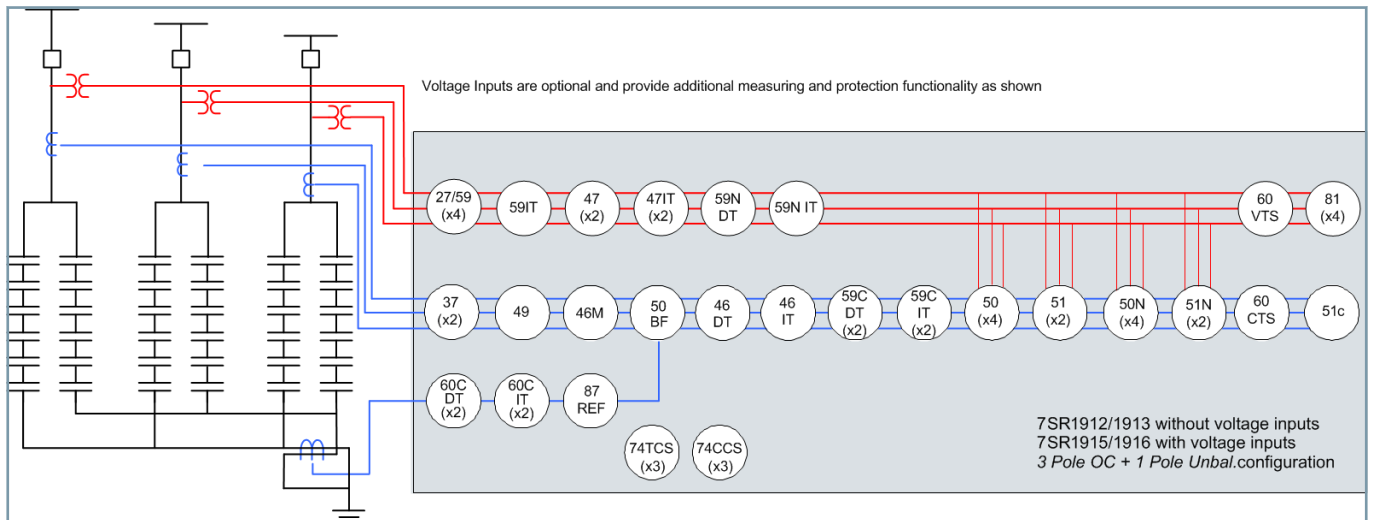 Voltage Inputs are optional and provide additional measuring and protection functionality as shown
27/59
(x4)
59IT
47
(x2)
47IT
(x2)
59N
DT
59N IT
60
VTS
81
(x4)
37
(x2)
49
46M
50
BF
46
DT
46
IT
59C
DT
(x2)
59C
IT
(x2)
50
(x4)
51
(x2)
50N
(x4)
51N
(x2)
60
CTS
51c
60C
DT
(x2)
60C
IT
(x2)
87
REF
74TCS
(x3)
74CCS
(x3)
7SR1912/1913 without voltage inputs
7SR1915/1916 with voltage inputs
3 Pole OC + 1 Pole Unbal.configuration